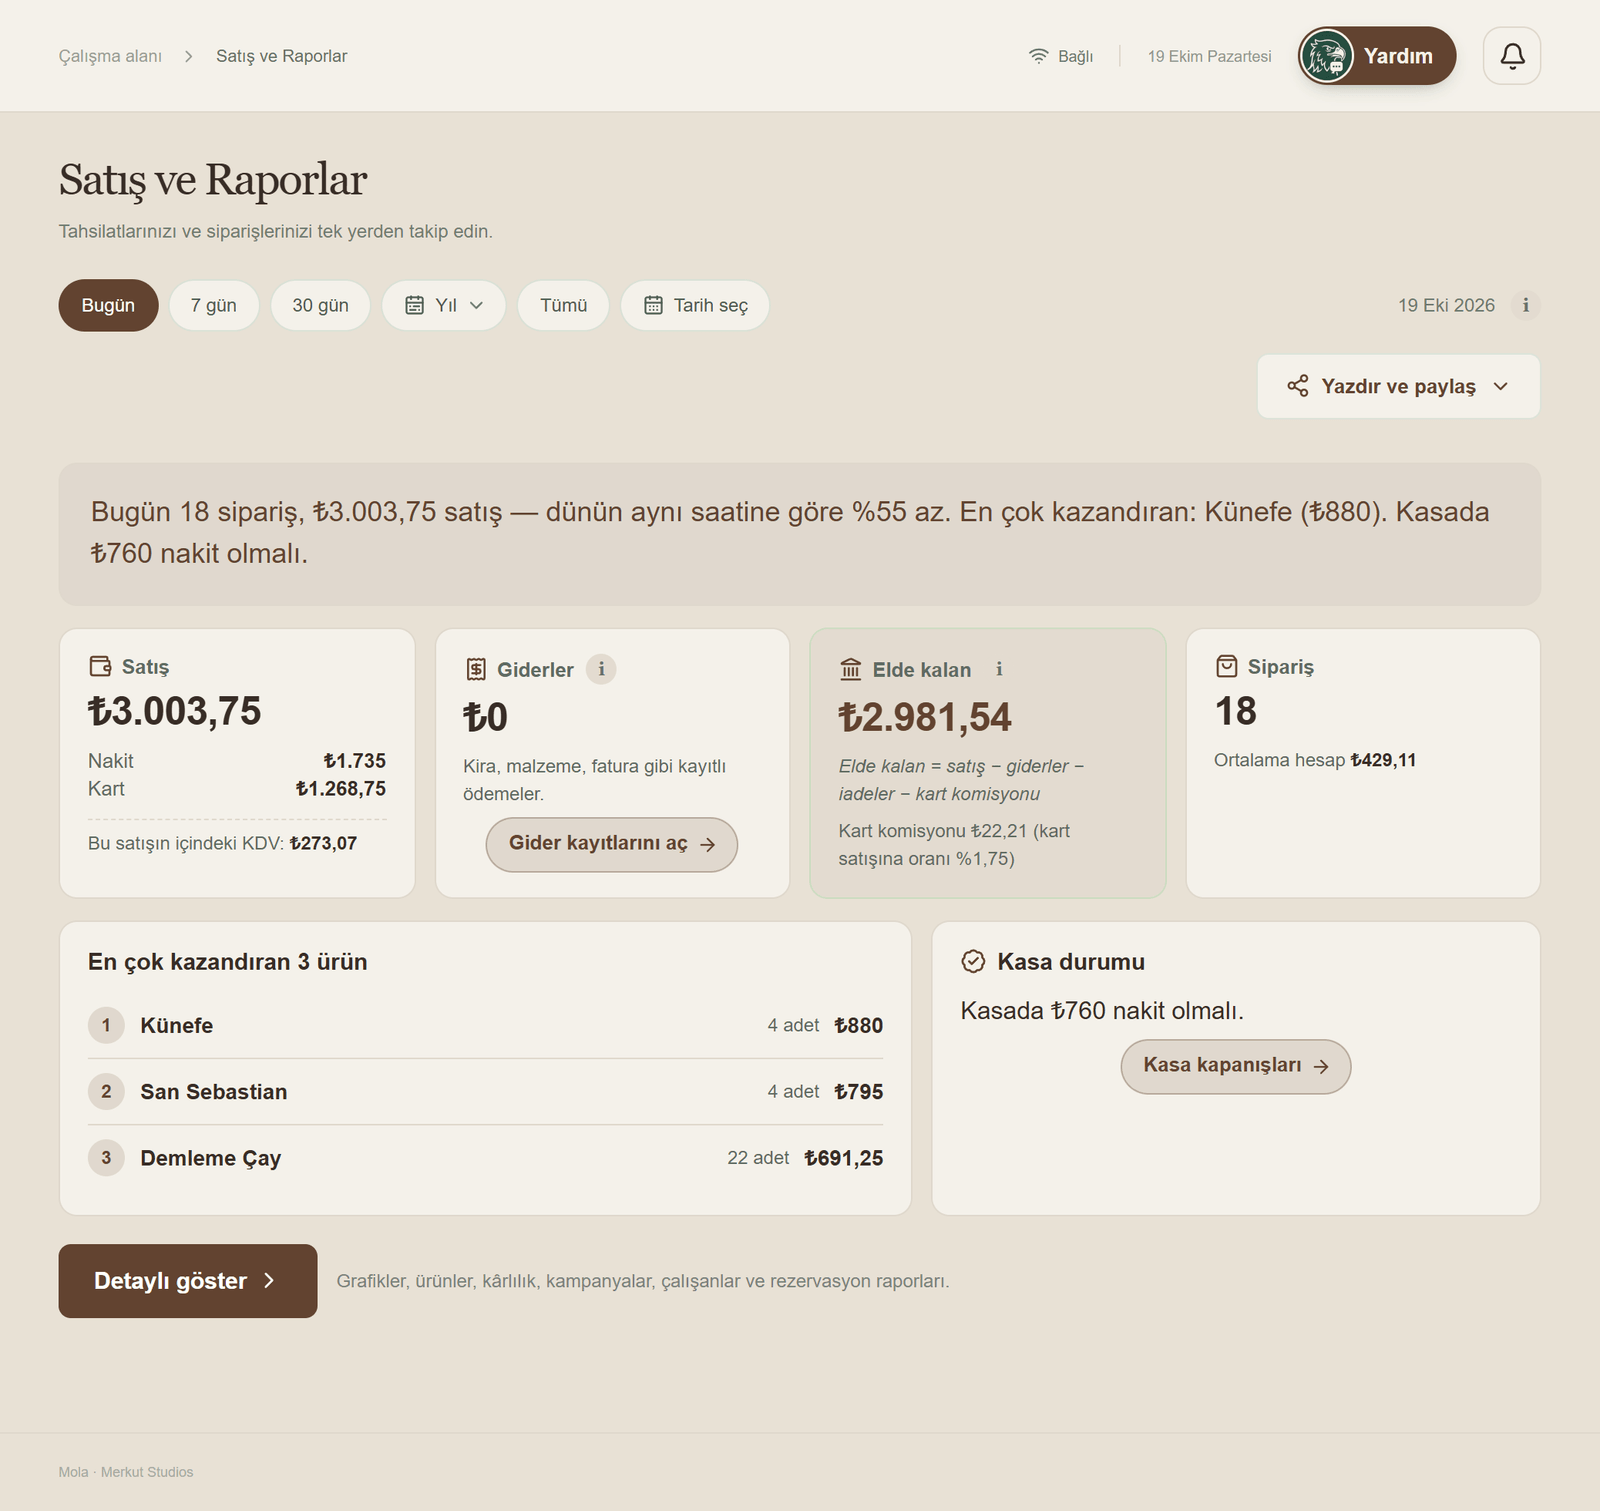 Çalışma alanı > Satış ve Raporlar
Bağlı
19 Ekim Pazartesi
Yardım
Satış ve Raporlar
Tahsilatlarınızı ve siparişlerinizi tek yerden takip edin.
Bugün
7 gün
30 gün
Yıl
Tümü
Tarih seç
19 Eki 2026
i
Yazdır ve paylaş
Bugün 18 sipariş, ₺3.003,75 satış — dünün aynı saatine göre %55 az. En çok kazandıran: Künefe (₺880). Kasada
₺760 nakit olmalı.
Satış
₺3.003,75
Nakit ₺1.735
Kart ₺1.268,75
Bu satışın içindeki KDV: ₺273,07
Giderler i
₺0
Kira, malzeme, fatura gibi kayıtlı
ödemeler.
Gider kayıtlarını aç →
Elde kalan i
₺2.981,54
Elde kalan = satış − giderler −
iadeler − kart komisyonu
Kart komisyonu ₺22,21 (kart
satışına oranı %1,75)
Sipariş
18
Ortalama hesap ₺429,11
En çok kazandıran 3 ürün
1 Künefe 4 adet ₺880
2 San Sebastian 4 adet ₺795
3 Demleme Çay 22 adet ₺691,25
Kasa durumu
Kasada ₺760 nakit olmalı.
Kasa kapanışları →
Detaylı göster >
Grafikler, ürünler, kârlılık, kampanyalar, çalışanlar ve rezervasyon raporları.
Mola · Merkut Studios